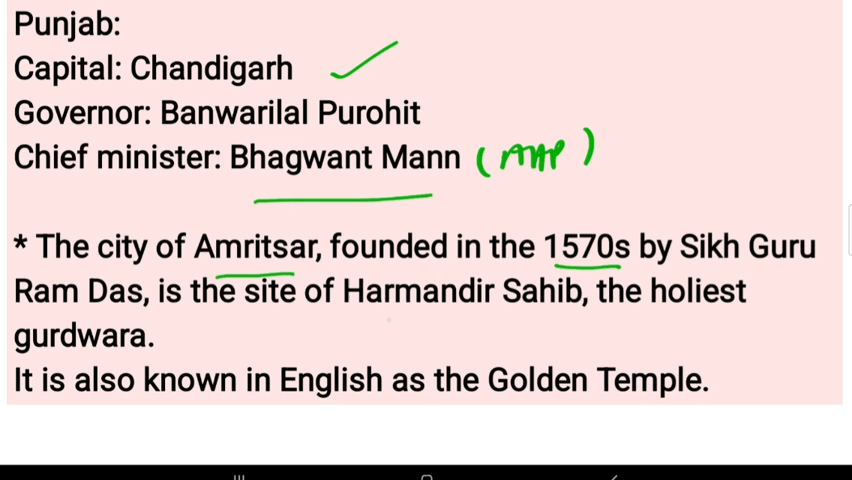 Punjab:
Capital: Chandigarh
Governor: Banwarilal Purohit
Chief minister: Bhagwant Mann (AAP)
* The city of Amritsar, founded in the 1570s by Sikh Guru
Ram Das, is the site of Harmandir Sahib, the holiest
gurdwara.
It is also known in English as the Golden Temple.